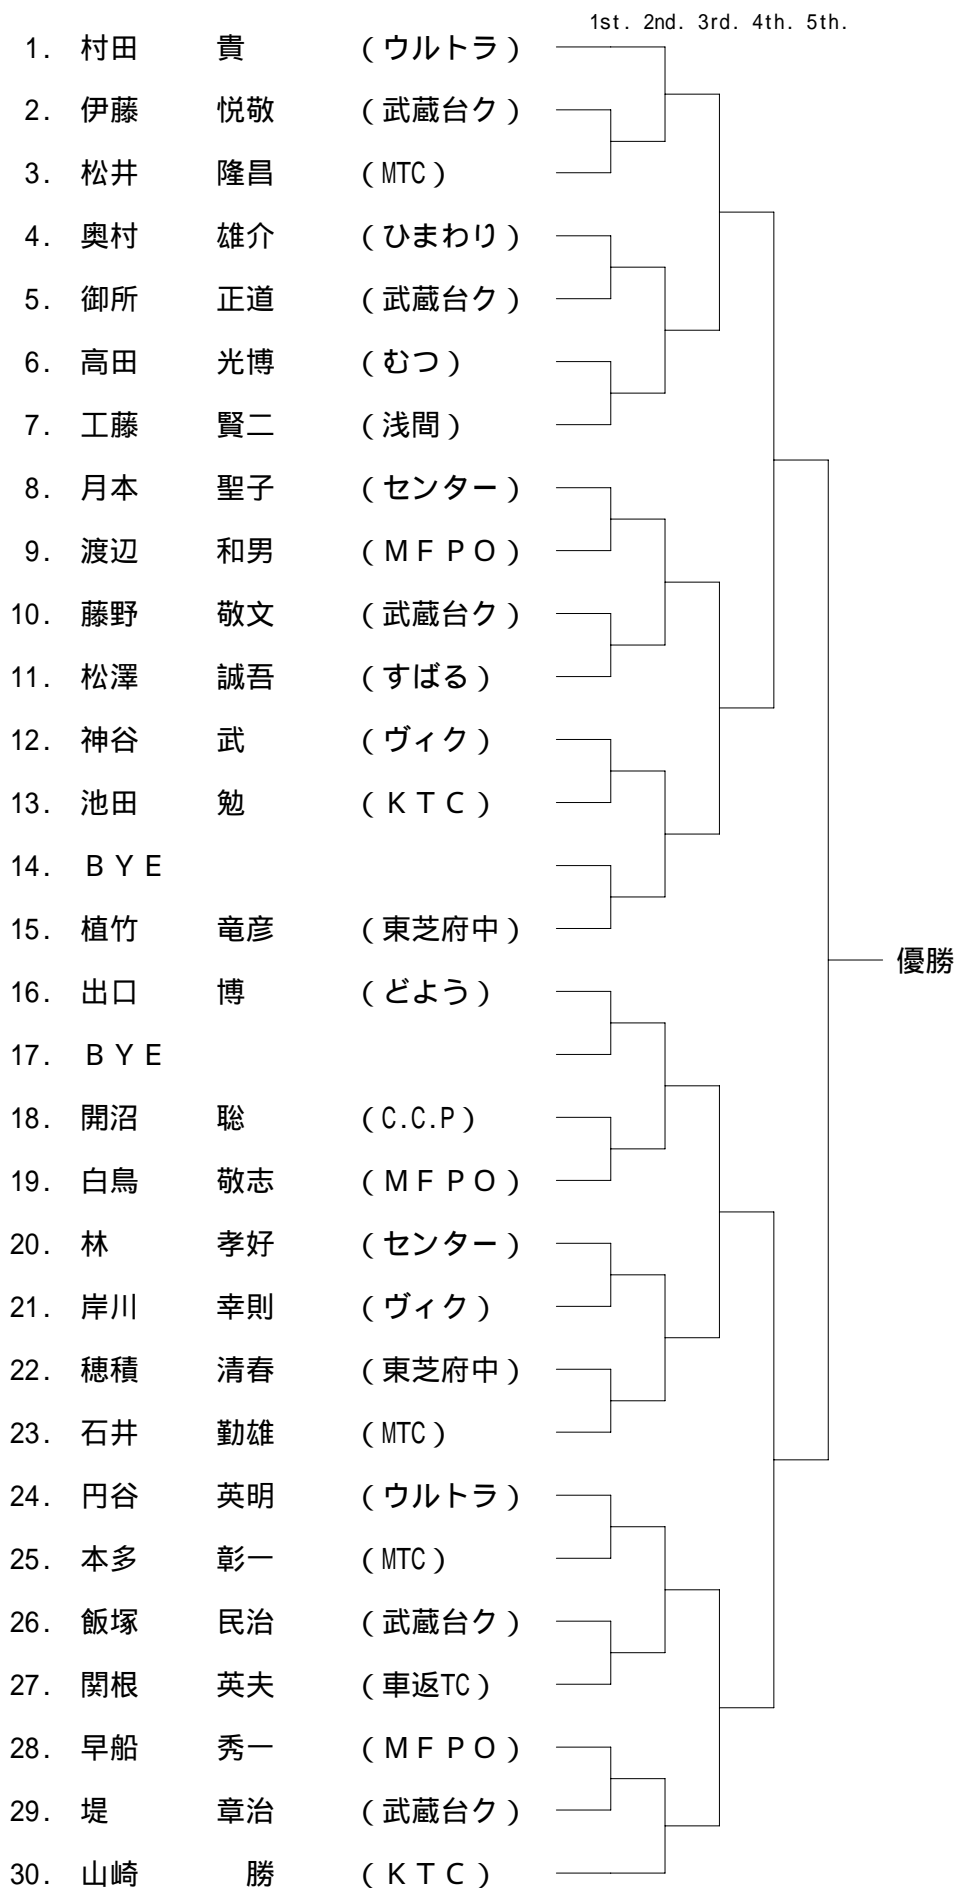 1st. 2nd. 3rd. 4th. 5th.
1. 村田 貴 (ウルトラ)
2. 伊藤 悦敬 (武蔵台ク)
3. 松井 隆昌 (MTC)
4. 奥村 雄介 (ひまわり)
5. 御所 正道 (武蔵台ク)
6. 高田 光博 (むつ)
7. 工藤 賢二 (浅間)
8. 月本 聖子 (センター)
9. 渡辺 和男 (MFPO)
10. 藤野 敬文 (武蔵台ク)
11. 松澤 誠吾 (すばる)
12. 神谷 武 (ヴィク)
13. 池田 勉 (KTC)
14. BYE
15. 植竹 竜彦 (東芝府中)
優勝
16. 出口 博 (どよう)
17. BYE
18. 開沼 聡 (C.C.P)
19. 白鳥 敬志 (MFPO)
20. 林 孝好 (センター)
21. 岸川 幸則 (ヴィク)
22. 穂積 清春 (東芝府中)
23. 石井 勤雄 (MTC)
24. 円谷 英明 (ウルトラ)
25. 本多 彰一 (MTC)
26. 飯塚 民治 (武蔵台ク)
27. 関根 英夫 (車返TC)
28. 早船 秀一 (MFPO)
29. 堤 章治 (武蔵台ク)
30. 山崎 勝 (KTC)